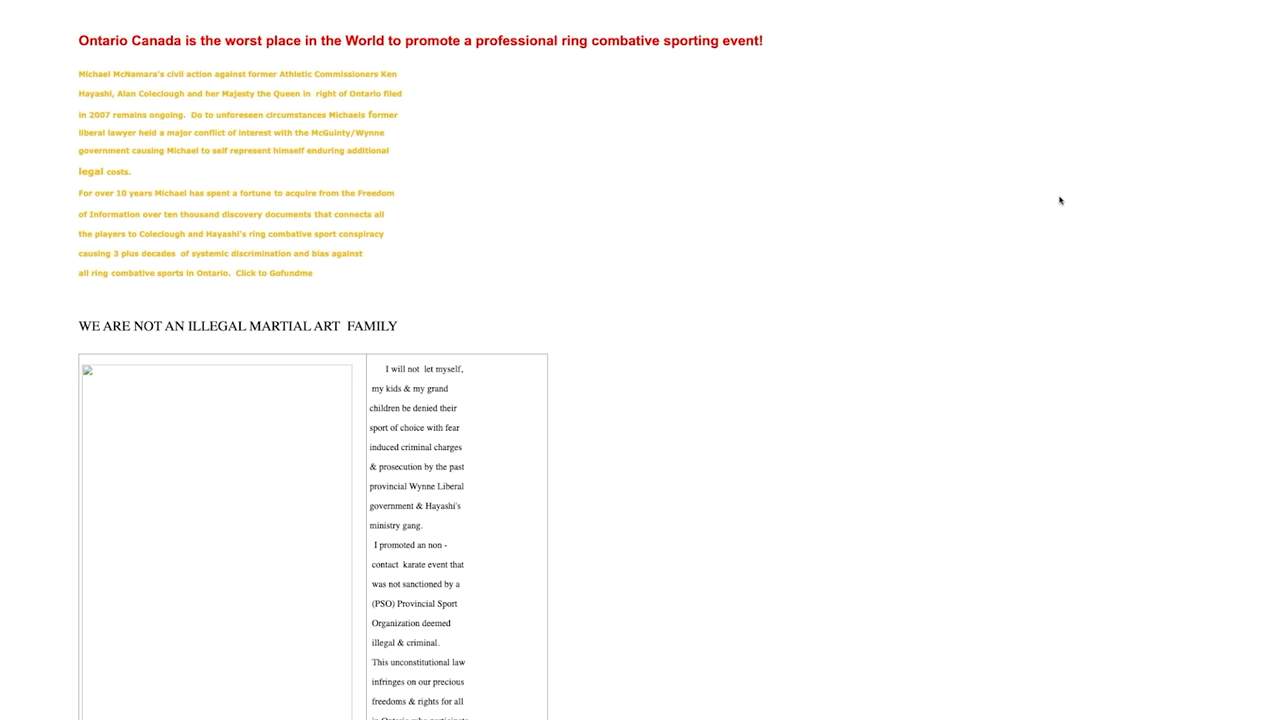 Ontario Canada is the worst place in the World to promote a professional ring combative sporting event!
Michael McNamara's civil action against former Athletic Commissioners Ken
Hayashi, Alan Coleclough and her Majesty the Queen in right of Ontario filed
in 2007 remains ongoing. Do to unforeseen circumstances Michaels former
liberal lawyer held a major conflict of interest with the McGuinty/Wynne
government causing Michael to self represent himself enduring additional
legal costs.
For over 10 years Michael has spent a fortune to acquire from the Freedom
of Information over ten thousand discovery documents that connects all
the players to Coleclough and Hayashi's ring combative sport conspiracy
causing 3 plus decades of systemic discrimination and bias against
all ring combative sports in Ontario. Click to Gofundme
WE ARE NOT AN ILLEGAL MARTIAL ART FAMILY
I will not let myself,
my kids & my grand
children be denied their
sport of choice with fear
induced criminal charges
& prosecution by the past
provincial Wynne Liberal
government & Hayashi's
ministry gang.
I promoted an non -
contact karate event that
was not sanctioned by a
(PSO) Provincial Sport
Organization deemed
illegal & criminal.
This unconstitutional law
infringes on our precious
freedoms & rights for all
in Ontario who participate